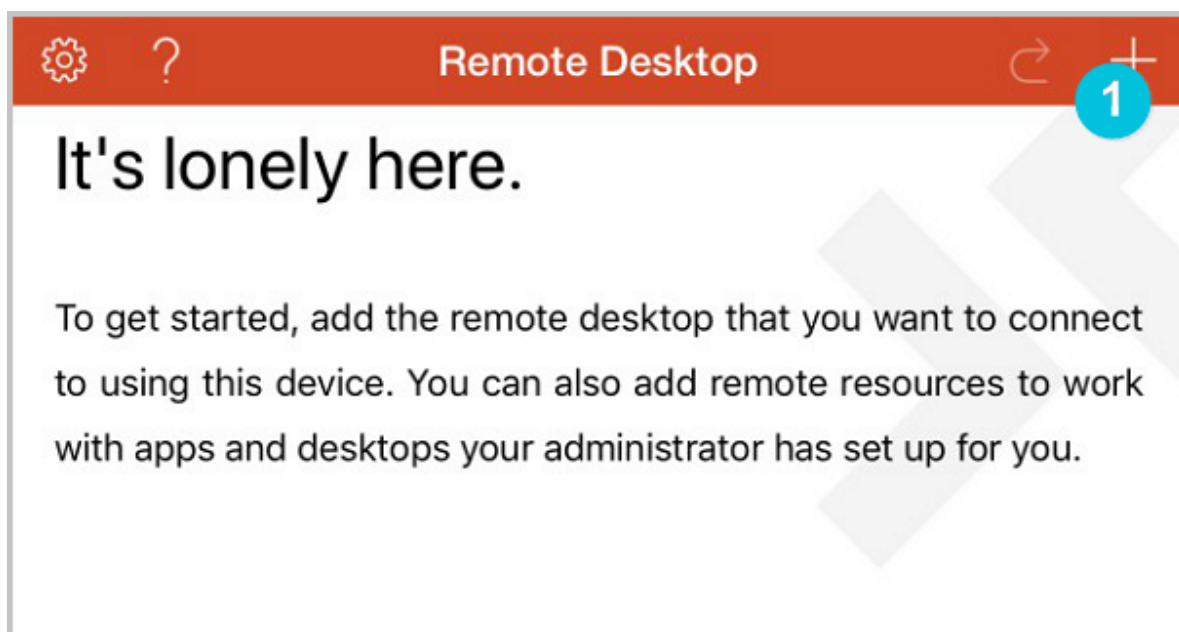 ? Remote Desktop
1
It's lonely here.
To get started, add the remote desktop that you want to connect
to using this device. You can also add remote resources to work
with apps and desktops your administrator has set up for you.